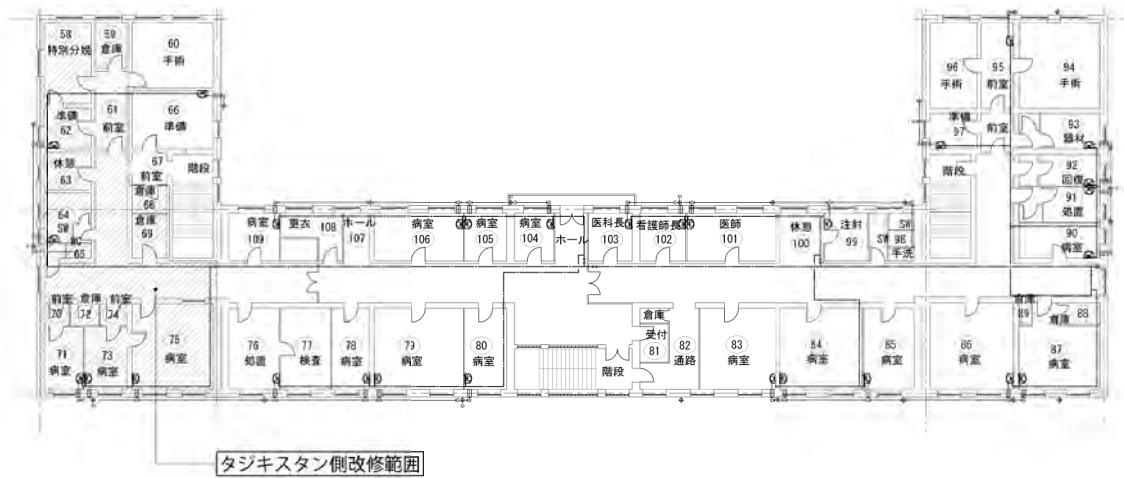 58
特別分娩
59
倉庫
60
手術
96
手術
95
前室
94
手術
準備
62
61
前室
66
準備
準備
97
前室
93
器材
休憩
63
67
前室
階段
階段
92
回復
倉庫
68
64
SW
倉庫
69
91
処置
WC
65
病室
109
更衣
108
ホール
107
病室
106
病室
105
病室
104
ホール
医科長
103
看護師長
102
医師
101
休憩
100
注射
99
SW
SW
98
手洗
90
病室
前室
70
倉庫
72
前室
74
倉庫
89
倉庫
88
71
病室
73
病室
75
病室
76
処置
77
検査
78
病室
79
病室
80
病室
階段
倉庫
受付
81
82
通路
83
病室
84
病室
85
病室
86
病室
87
病室
タジキスタン側改修範囲